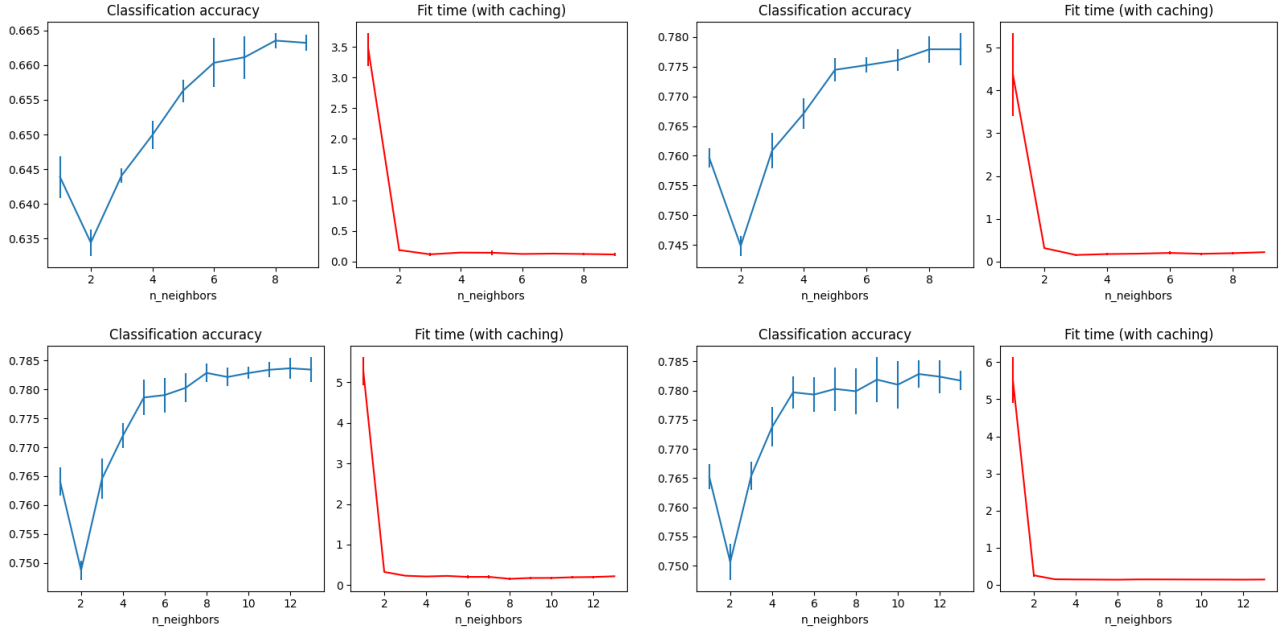 Classification accuracy
0.665
0.660
0.655
0.650
0.645
0.640
0.635
2 4 6 8
n_neighbors
Fit time (with caching)
3.5
3.0
2.5
2.0
1.5
1.0
0.5
0.0
2 4 6 8
n_neighbors
Classification accuracy
0.780
0.775
0.770
0.765
0.760
0.755
0.750
0.745
2 4 6 8
n_neighbors
Fit time (with caching)
5
4
3
2
1
0
2 4 6 8
n_neighbors
Classification accuracy
0.785
0.780
0.775
0.770
0.765
0.760
0.755
0.750
2 4 6 8 10 12
n_neighbors
Fit time (with caching)
5
4
3
2
1
0
2 4 6 8 10 12
n_neighbors
Classification accuracy
0.785
0.780
0.775
0.770
0.765
0.760
0.755
0.750
2 4 6 8 10 12
n_neighbors
Fit time (with caching)
6
5
4
3
2
1
0
2 4 6 8 10 12
n_neighbors